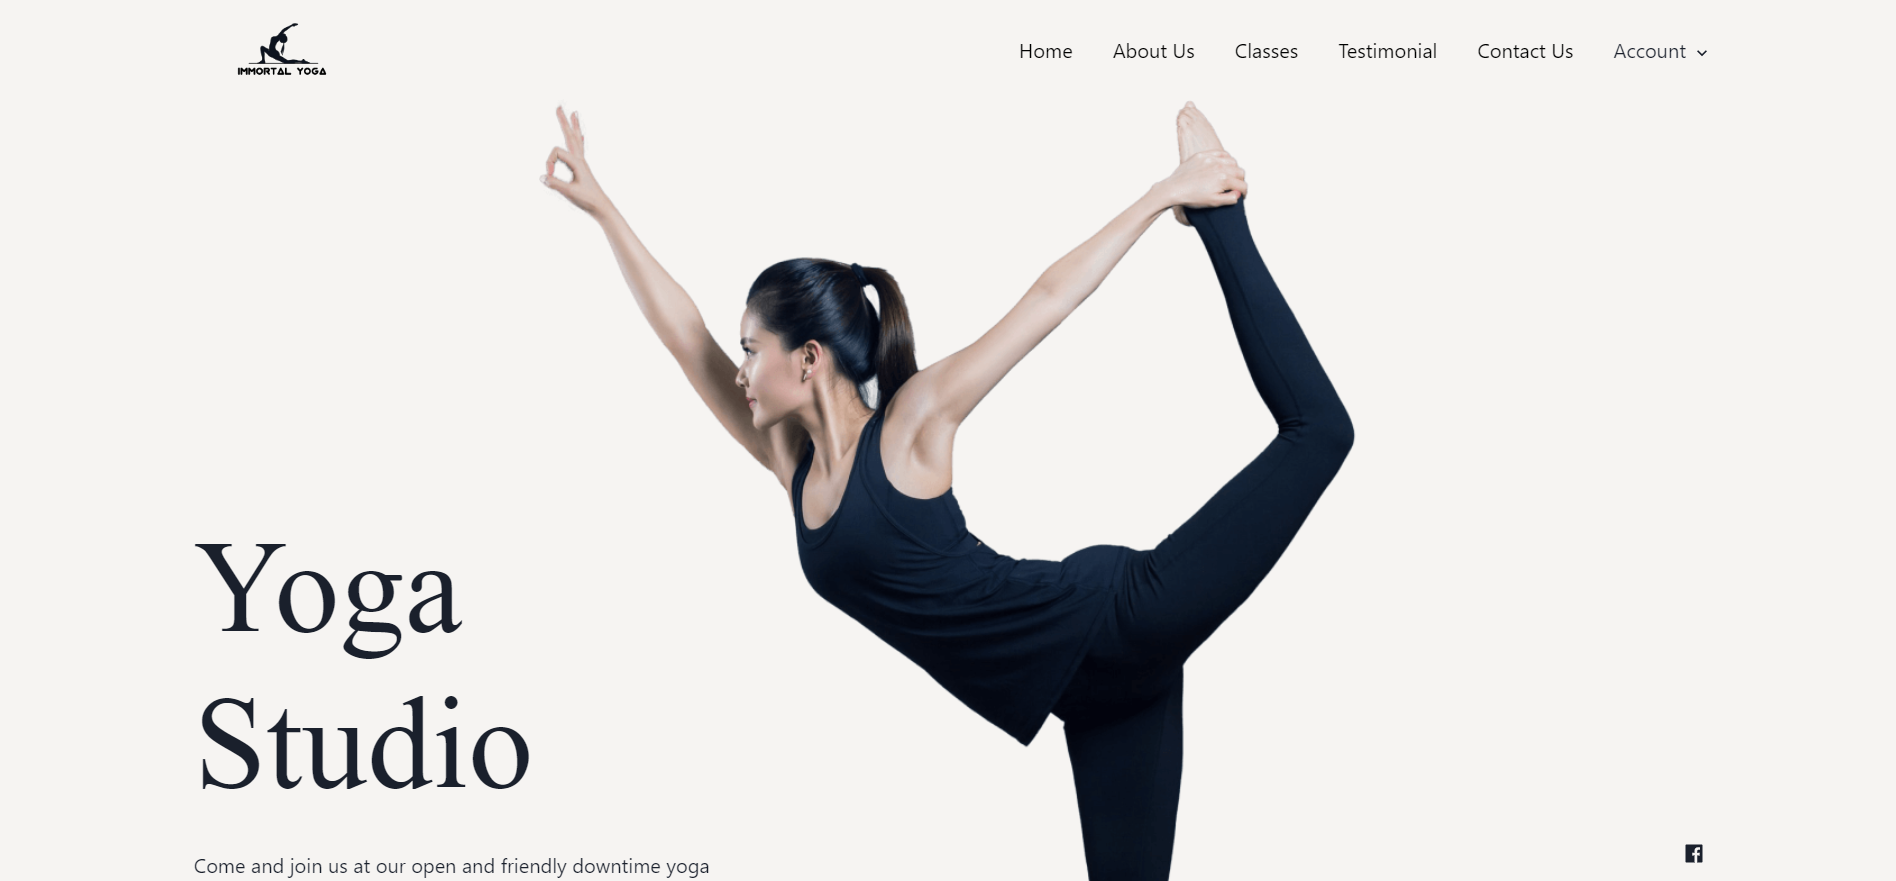 IMMORTAL YOGA
Home About Us Classes Testimonial Contact Us Account
Yoga
Studio
Come and join us at our open and friendly downtime yoga